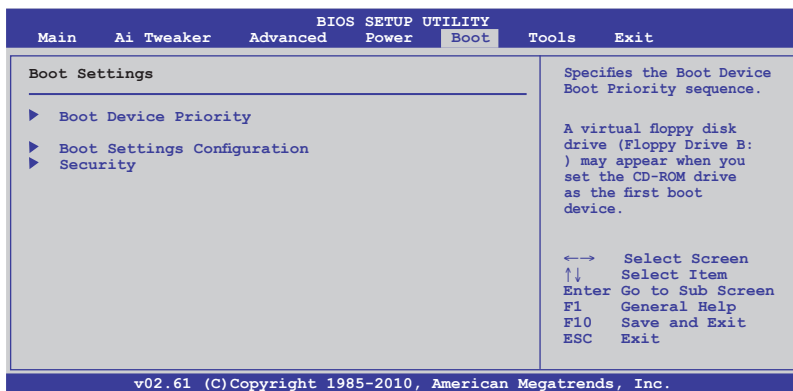 BIOS SETUP UTILITY
Main Ai Tweaker Advanced Power Boot Tools Exit
Boot Settings
Boot Device Priority
Boot Settings Configuration
Security
Specifies the Boot Device
Boot Priority sequence.
A virtual floppy disk
drive (Floppy Drive B:
) may appear when you
set the CD-ROM drive
as the first boot
device.
←→ Select Screen
↑↓ Select Item
Enter Go to Sub Screen
F1 General Help
F10 Save and Exit
ESC Exit
v02.61 (C)Copyright 1985-2010, American Megatrends, Inc.